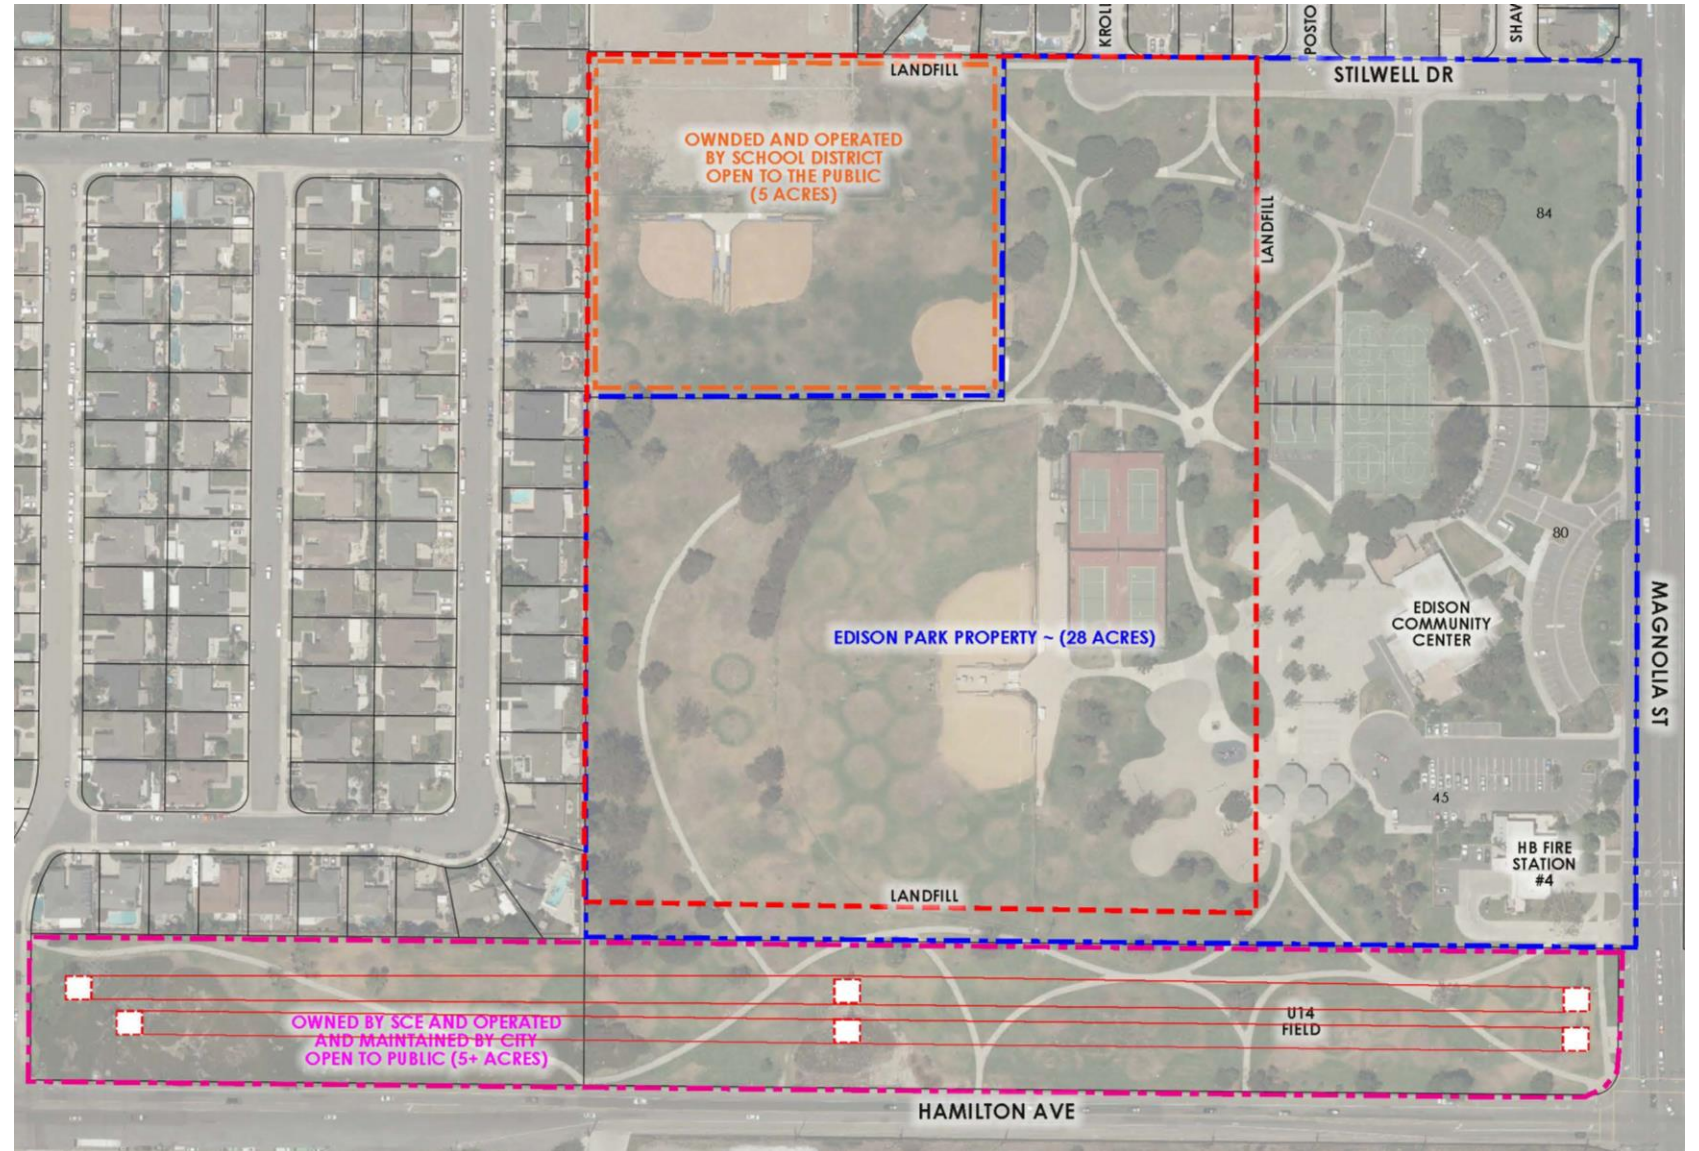 KROLL
POSTO
SHAW
LANDFILL
STILWELL DR
OWNDED AND OPERATED
BY SCHOOL DISTRICT
OPEN TO THE PUBLIC
(5 ACRES)
LANDFILL
84
80
EDISON PARK PROPERTY ~ (28 ACRES)
EDISON
COMMUNITY
CENTER
MAGNOLIA ST
45
HB FIRE
STATION
#4
LANDFILL
U14
FIELD
OWNED BY SCE AND OPERATED
AND MAINTAINED BY CITY
OPEN TO PUBLIC (5+ ACRES)
HAMILTON AVE